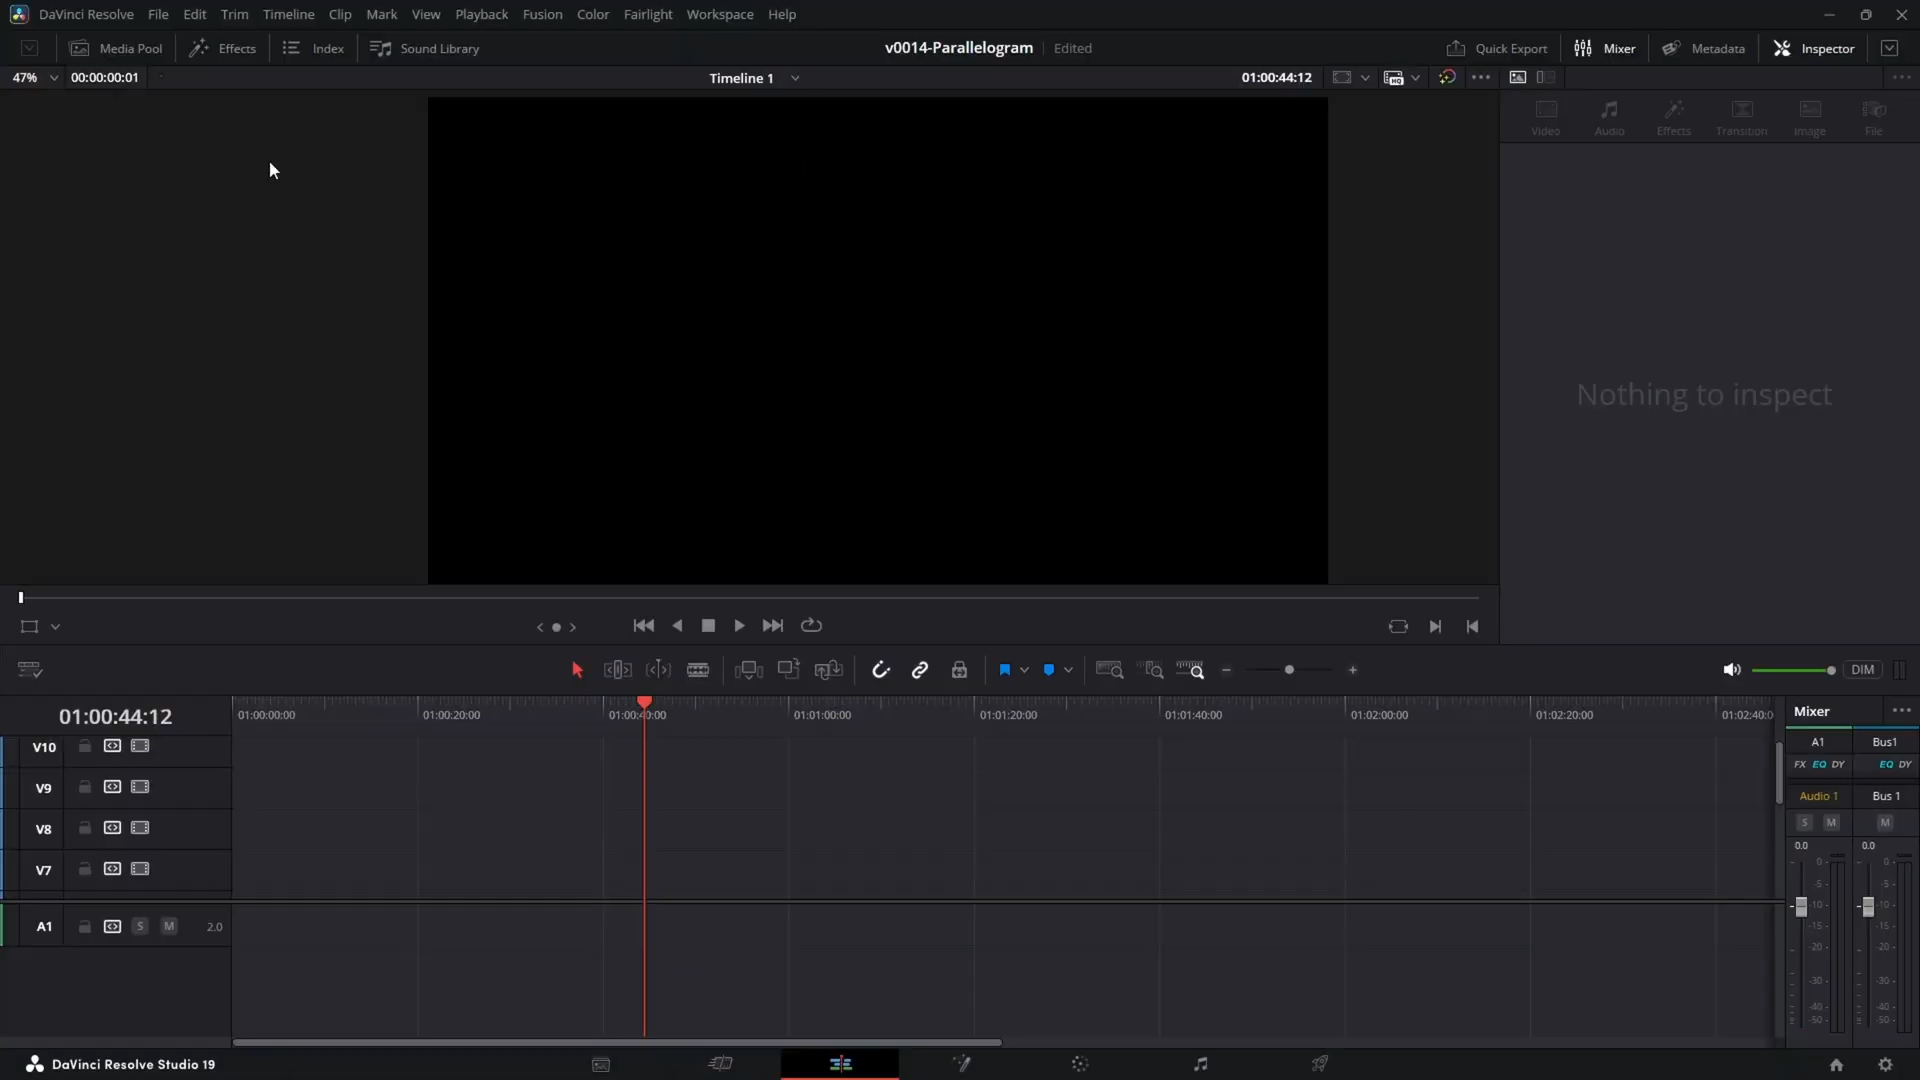 DaVinci Resolve File Edit Trim Timeline Clip Mark View Playback Fusion Color Fairlight Workspace Help
Media Pool Effects Index Sound Library v0014-Parallelogram Edited Quick Export Mixer Metadata Inspector
47% 00:00:00:01 Timeline 1 01:00:44:12
Video Audio Effects Transition Image File
Nothing to inspect
DIM
01:00:44:12 01:00:00:00 01:00:20:00 01:00:40:00 01:01:00:00 01:01:20:00 01:01:40:00 01:02:00:00 01:02:20:00 01:02:40:0 Mixer
V10 A1 Bus1
FX EQ DY EQ DY
V9 Audio 1 Bus 1
S M M
V8
0.0 0.0
V7
0- 0-
-5- -5-
-10- -10-
A1 S M 2.0
-15- -15-
-20- -20-
-30- -30-
-40- -40-
-50- -50-
DaVinci Resolve Studio 19